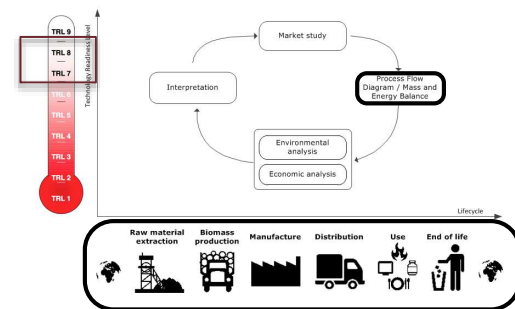 TRL 9
TRL 8
TRL 7
TRL 6
TRL 5
TRL 4
TRL 3
TRL 2
TRL 1
Technology Readiness Level
Market study
Interpretation
Process Flow
Diagram / Mass and
Energy Balance
Environmental
analysis
Economic analysis
Lifecycle
Raw material
extraction
Biomass
production
Manufacture
Distribution
Use
End of life